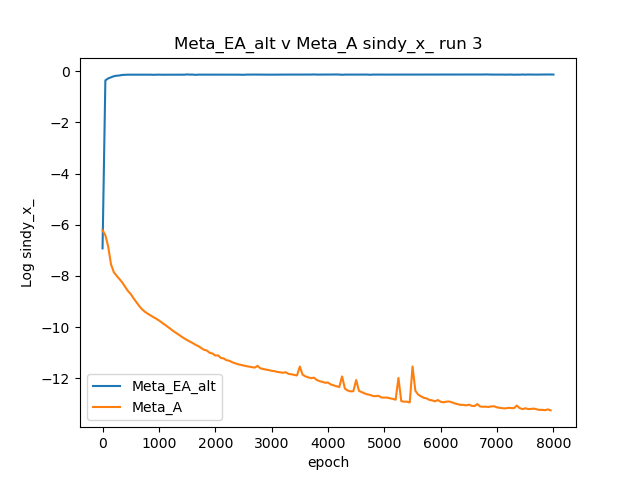 Meta_EA_alt v Meta_A sindy_x_ run 3
Log sindy_x_
0
−2
−4
−6
−8
−10
−12
Meta_EA_alt
Meta_A
0 1000 2000 3000 4000 5000 6000 7000 8000
epoch